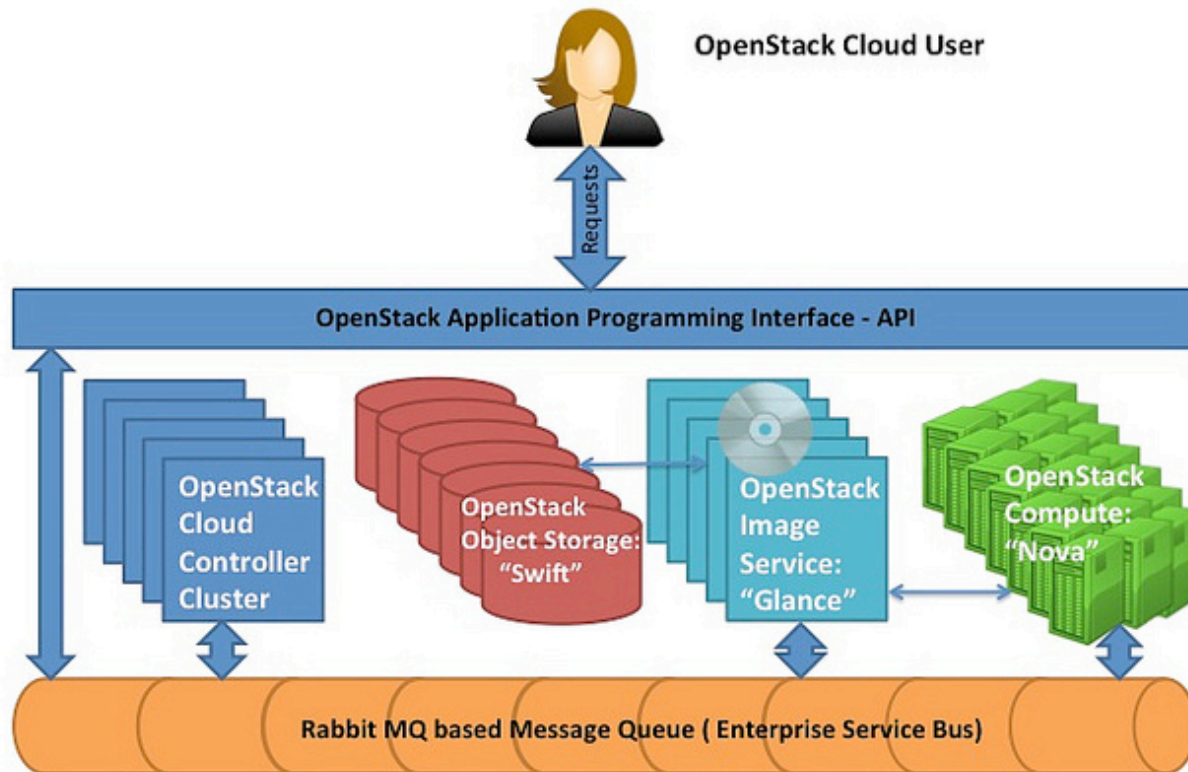 OpenStack Cloud User
Requests
OpenStack Application Programming Interface - API
OpenStack
Cloud
Controller
Cluster
OpenStack
Object Storage:
“Swift”
OpenStack
Image
Service:
“Glance”
OpenStack
Compute:
“Nova”
Rabbit MQ based Message Queue ( Enterprise Service Bus)